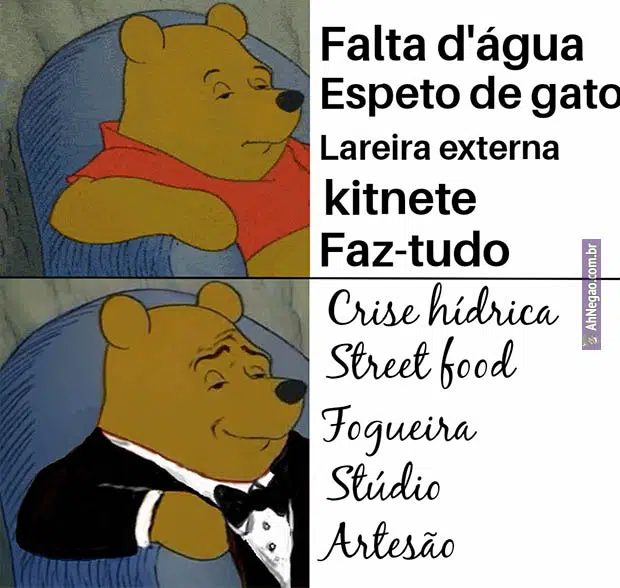 Falta d'água
Espeto de gato
Lareira externa
kitnete
Faz-tudo
AhNegao.com.br
Crise hídrica
Street food
Fogueira
Stúdio
Artesão